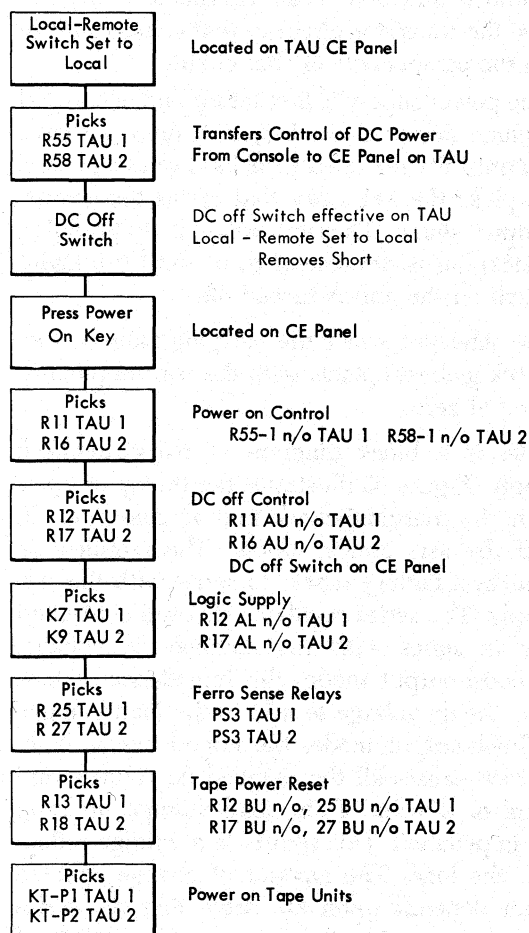 Local-Remote
Switch Set to
Local
Located on TAU CE Panel
Picks
R55 TAU 1
R58 TAU 2
Transfers Control of DC Power
From Console to CE Panel on TAU
DC Off
Switch
DC off Switch effective on TAU
Local - Remote Set to Local
Removes Short
Press Power
On Key
Located on CE Panel
Picks
R11 TAU 1
R16 TAU 2
Power on Control
R55-1 n/o TAU 1 R58-1 n/o TAU 2
Picks
R12 TAU 1
R17 TAU 2
DC off Control
R11 AU n/o TAU 1
R16 AU n/o TAU 2
DC off Switch on CE Panel
Picks
K7 TAU 1
K9 TAU 2
Logic Supply
R12 AL n/o TAU 1
R17 AL n/o TAU 2
Picks
R 25 TAU 1
R 27 TAU 2
Ferro Sense Relays
PS3 TAU 1
PS3 TAU 2
Picks
R13 TAU 1
R18 TAU 2
Tape Power Reset
R12 BU n/o, 25 BU n/o TAU 1
R17 BU n/o, 27 BU n/o TAU 2
Picks
KT-P1 TAU 1
KT-P2 TAU 2
Power on Tape Units